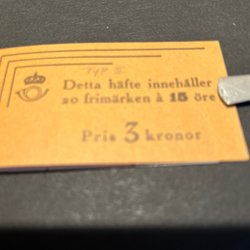 Typ II
Detta häfte innehåller
20 frimärken à 15 öre
Pris 3 kronor